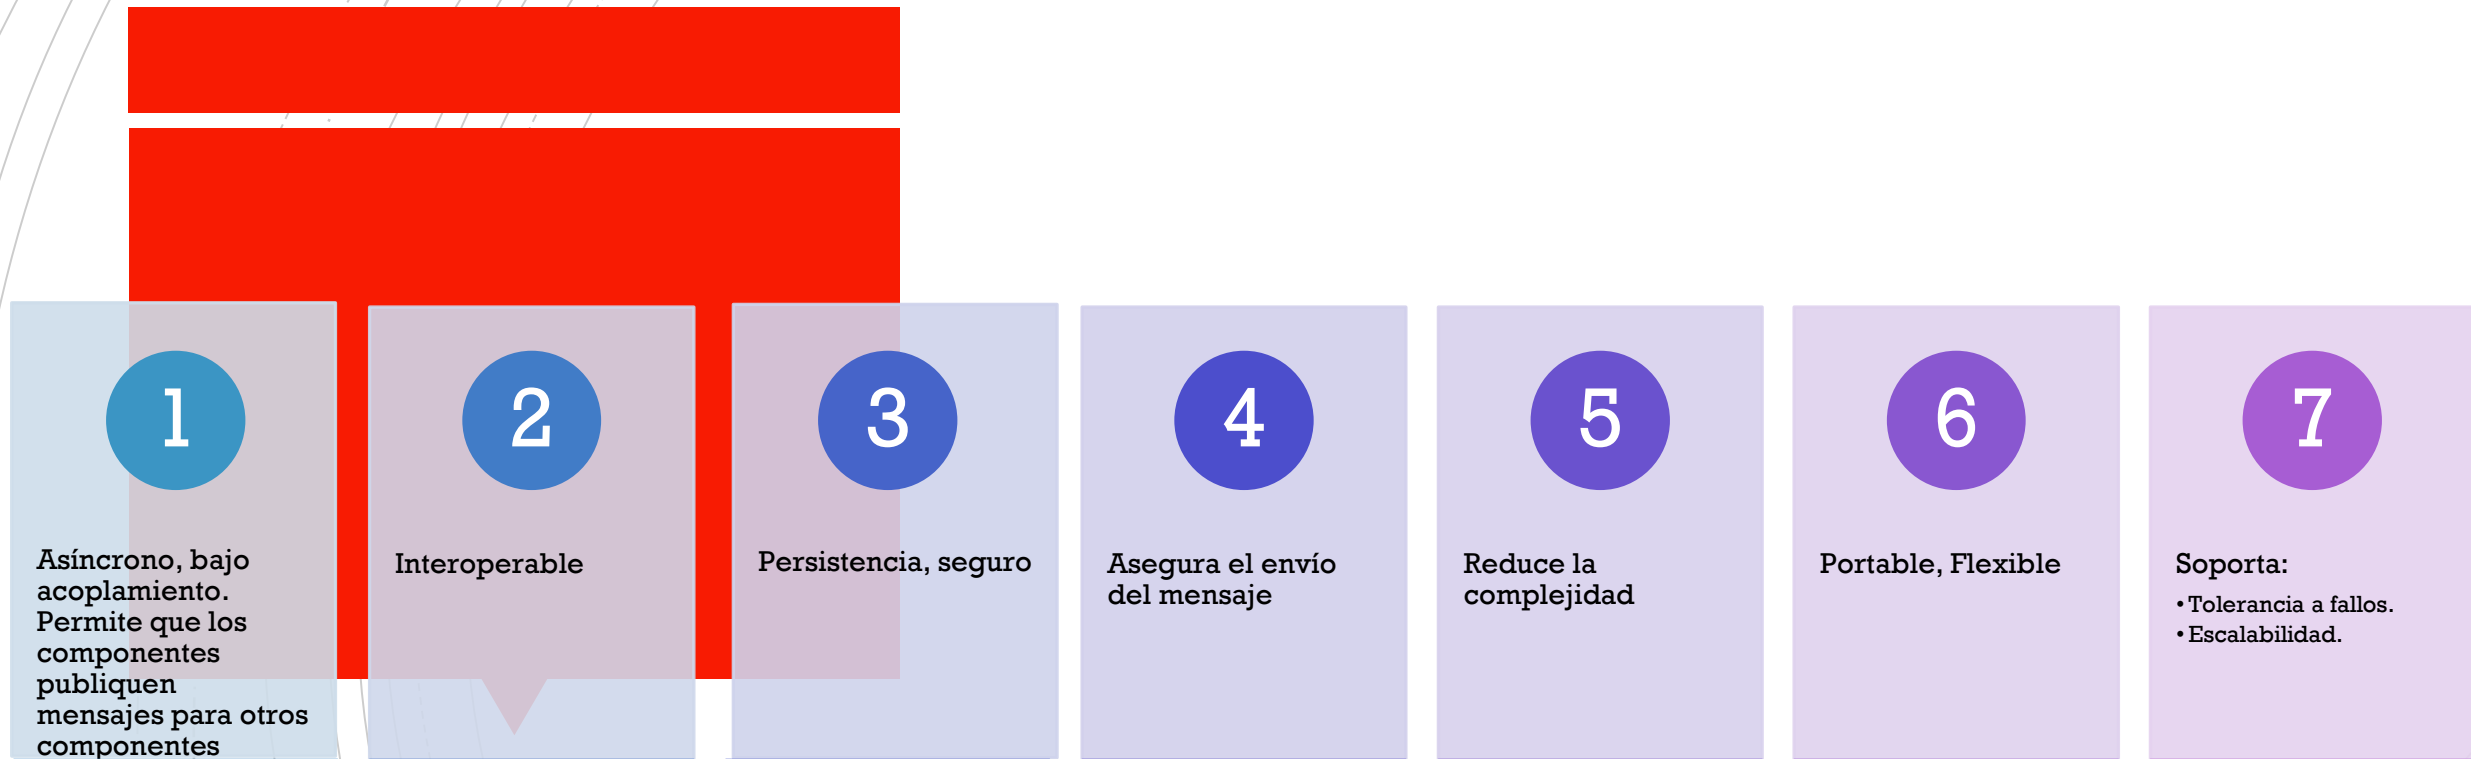 1
Asíncrono, bajo
acoplamiento.
Permite que los
componentes
publiquen
mensajes para otros
componentes
2
Interoperable
3
Persistencia, seguro
4
Asegura el envío
del mensaje
5
Reduce la
complejidad
6
Portable, Flexible
7
Soporta:
• Tolerancia a fallos.
• Escalabilidad.